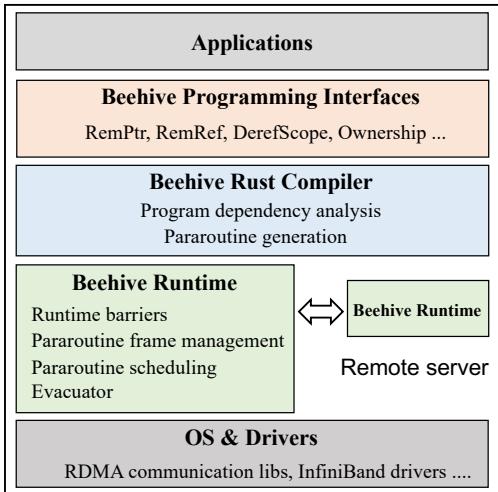 Applications
Beehive Programming Interfaces
RemPtr, RemRef, DerefScope, Ownership ...
Beehive Rust Compiler
Program dependency analysis
Pararoutine generation
Beehive Runtime
Runtime barriers
Pararoutine frame management
Pararoutine scheduling
Evacuator
Beehive Runtime
Remote server
OS & Drivers
RDMA communication libs, InfiniBand drivers ....